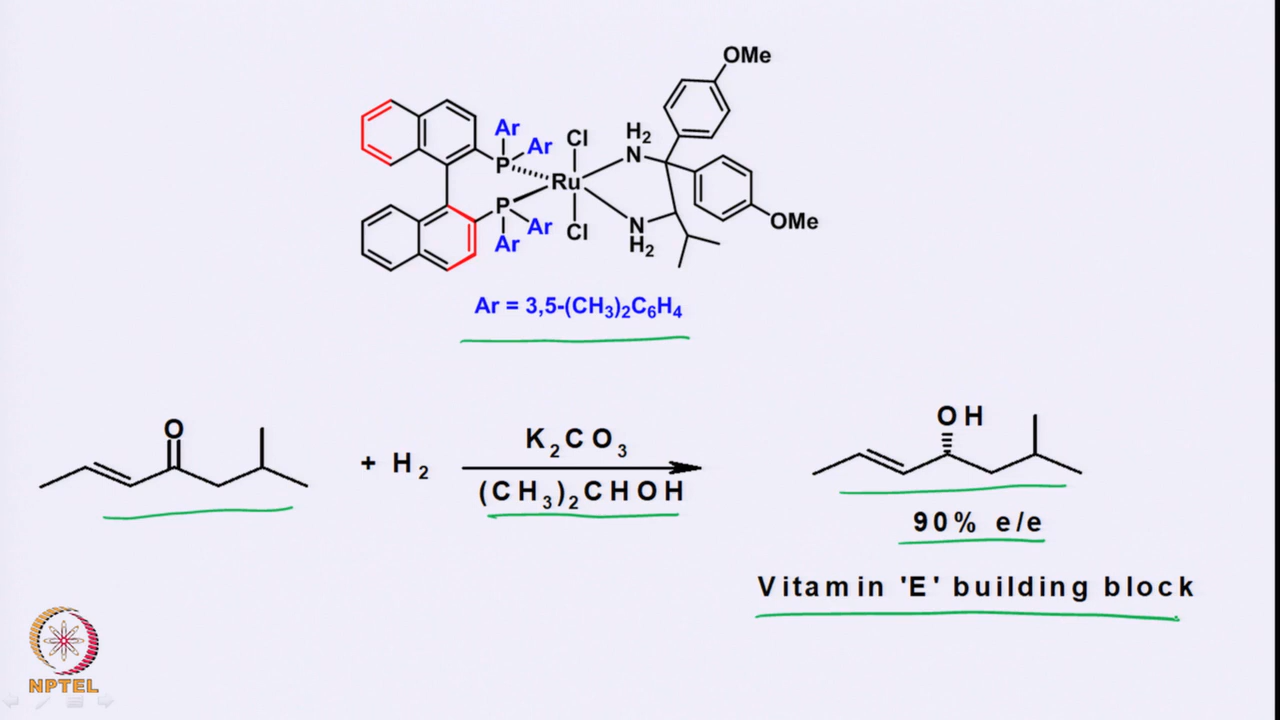 OMe
Ar
Cl
H2
Ar
N
P
Ru
P
Ar
N
OMe
Ar
Cl
H2
Ar = 3,5-(CH3)2C6H4
O
OH
+ H2
K2CO3
(CH3)2CHOH
90% e/e
Vitamin 'E' building block
NPTEL